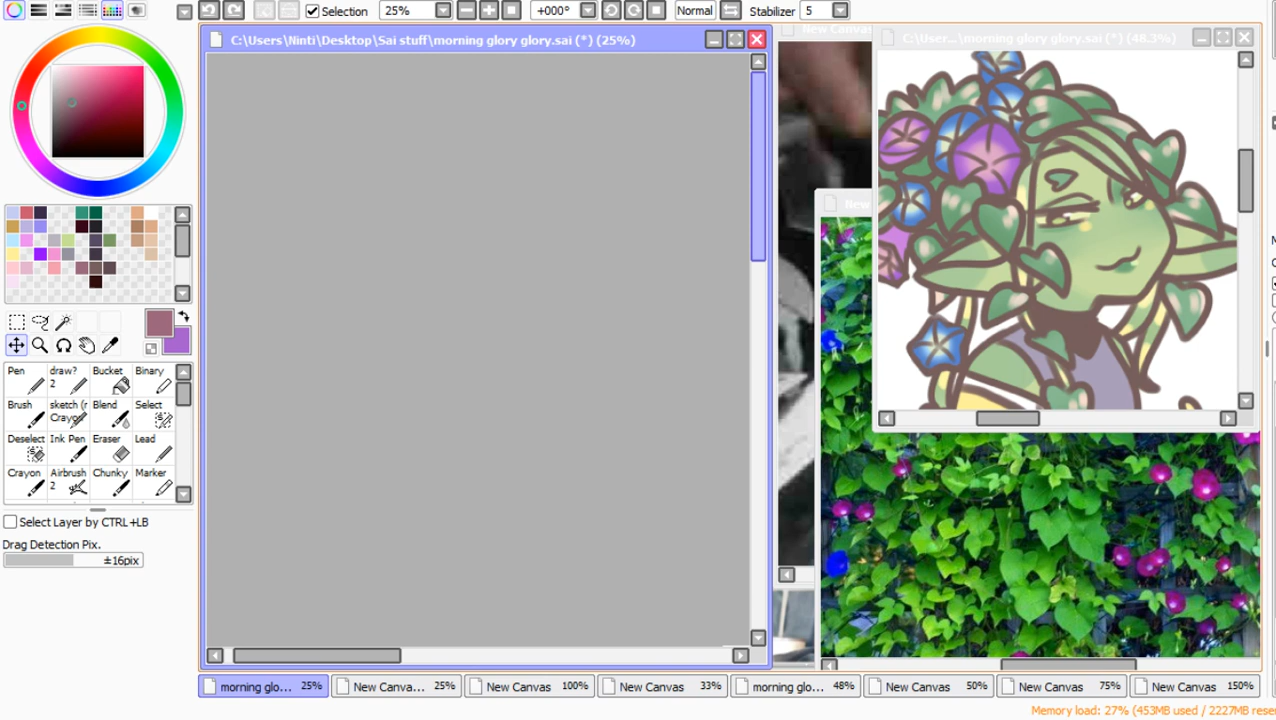 Selection
25%
+000°
Normal
Stabilizer
5
C:\Users\Ninti\Desktop\Sai stuff\morning glory glory.sai (*) (25%)
New Canvas
C:\User...\morning glory glory.sai (*) (48.3%)
New
Pen
draw?
2
Bucket
Binary
Brush
sketch (r
Crayon
Blend
Select
Deselect
Ink Pen
Eraser
Lead
Crayon
Airbrush
2
Chunky
Marker
Select Layer by CTRL+LB
Drag Detection Pix.
±16pix
morning glo... 25%
New Canva... 25%
New Canvas 100%
New Canvas 33%
morning glo... 48%
New Canvas 50%
New Canvas 75%
New Canvas 150%
Memory load: 27% (453MB used / 2227MB rese